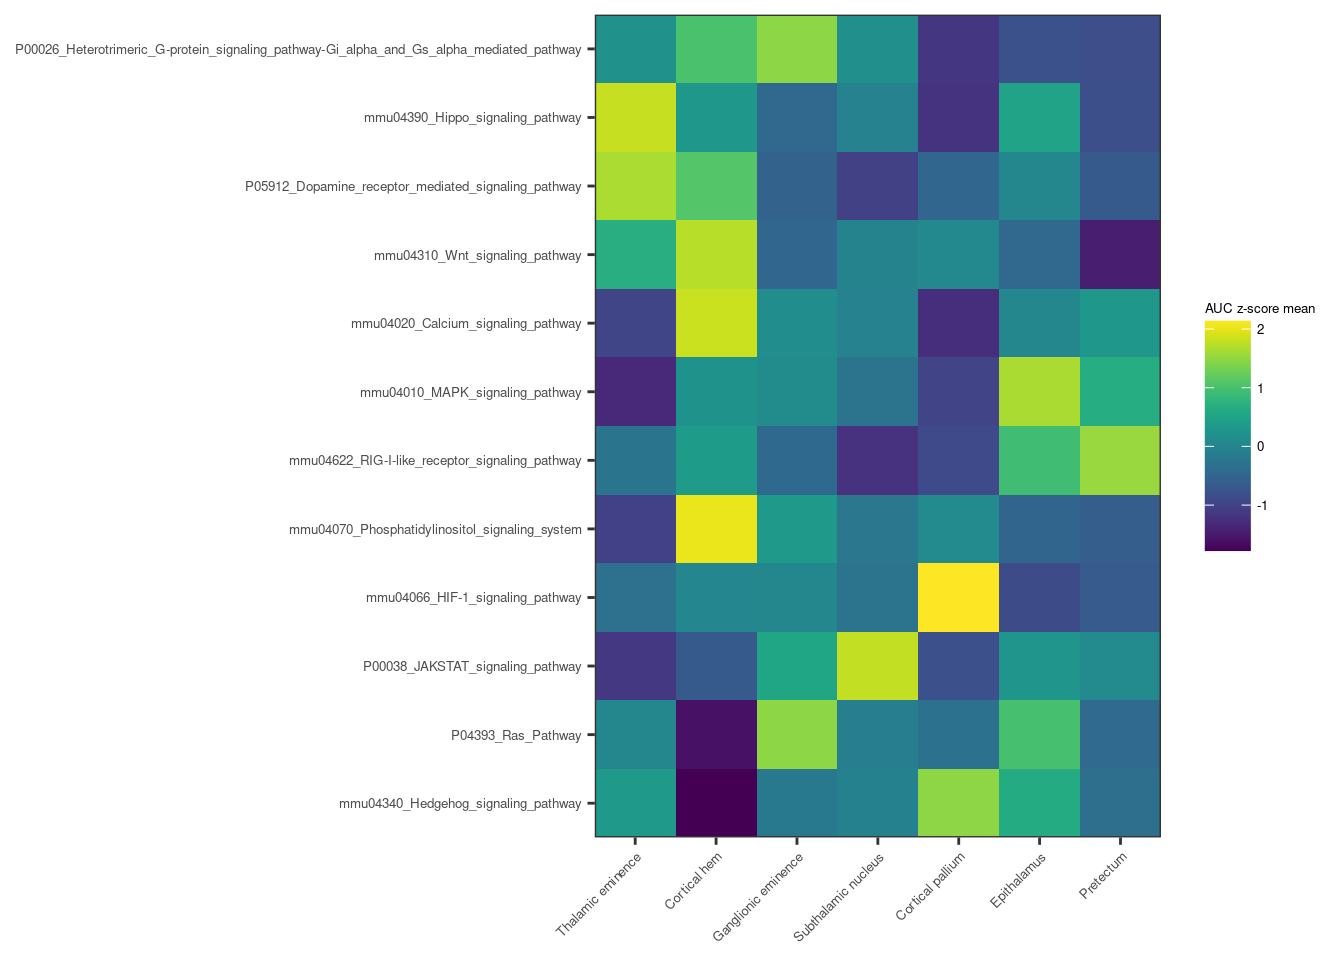 P00026_Heterotrimeric_G-protein_signaling_pathway-Gi_alpha_and_Gs_alpha_mediated_pathway
mmu04390_Hippo_signaling_pathway
P05912_Dopamine_receptor_mediated_signaling_pathway
mmu04310_Wnt_signaling_pathway
mmu04020_Calcium_signaling_pathway
mmu04010_MAPK_signaling_pathway
mmu04622_RIG-I-like_receptor_signaling_pathway
mmu04070_Phosphatidylinositol_signaling_system
mmu04066_HIF-1_signaling_pathway
P00038_JAKSTAT_signaling_pathway
P04393_Ras_Pathway
mmu04340_Hedgehog_signaling_pathway
Thalamic eminence
Cortical hem
Ganglionic eminence
Subthalamic nucleus
Cortical pallium
Epithalamus
Pretectum
AUC z-score mean
2
1
0
-1